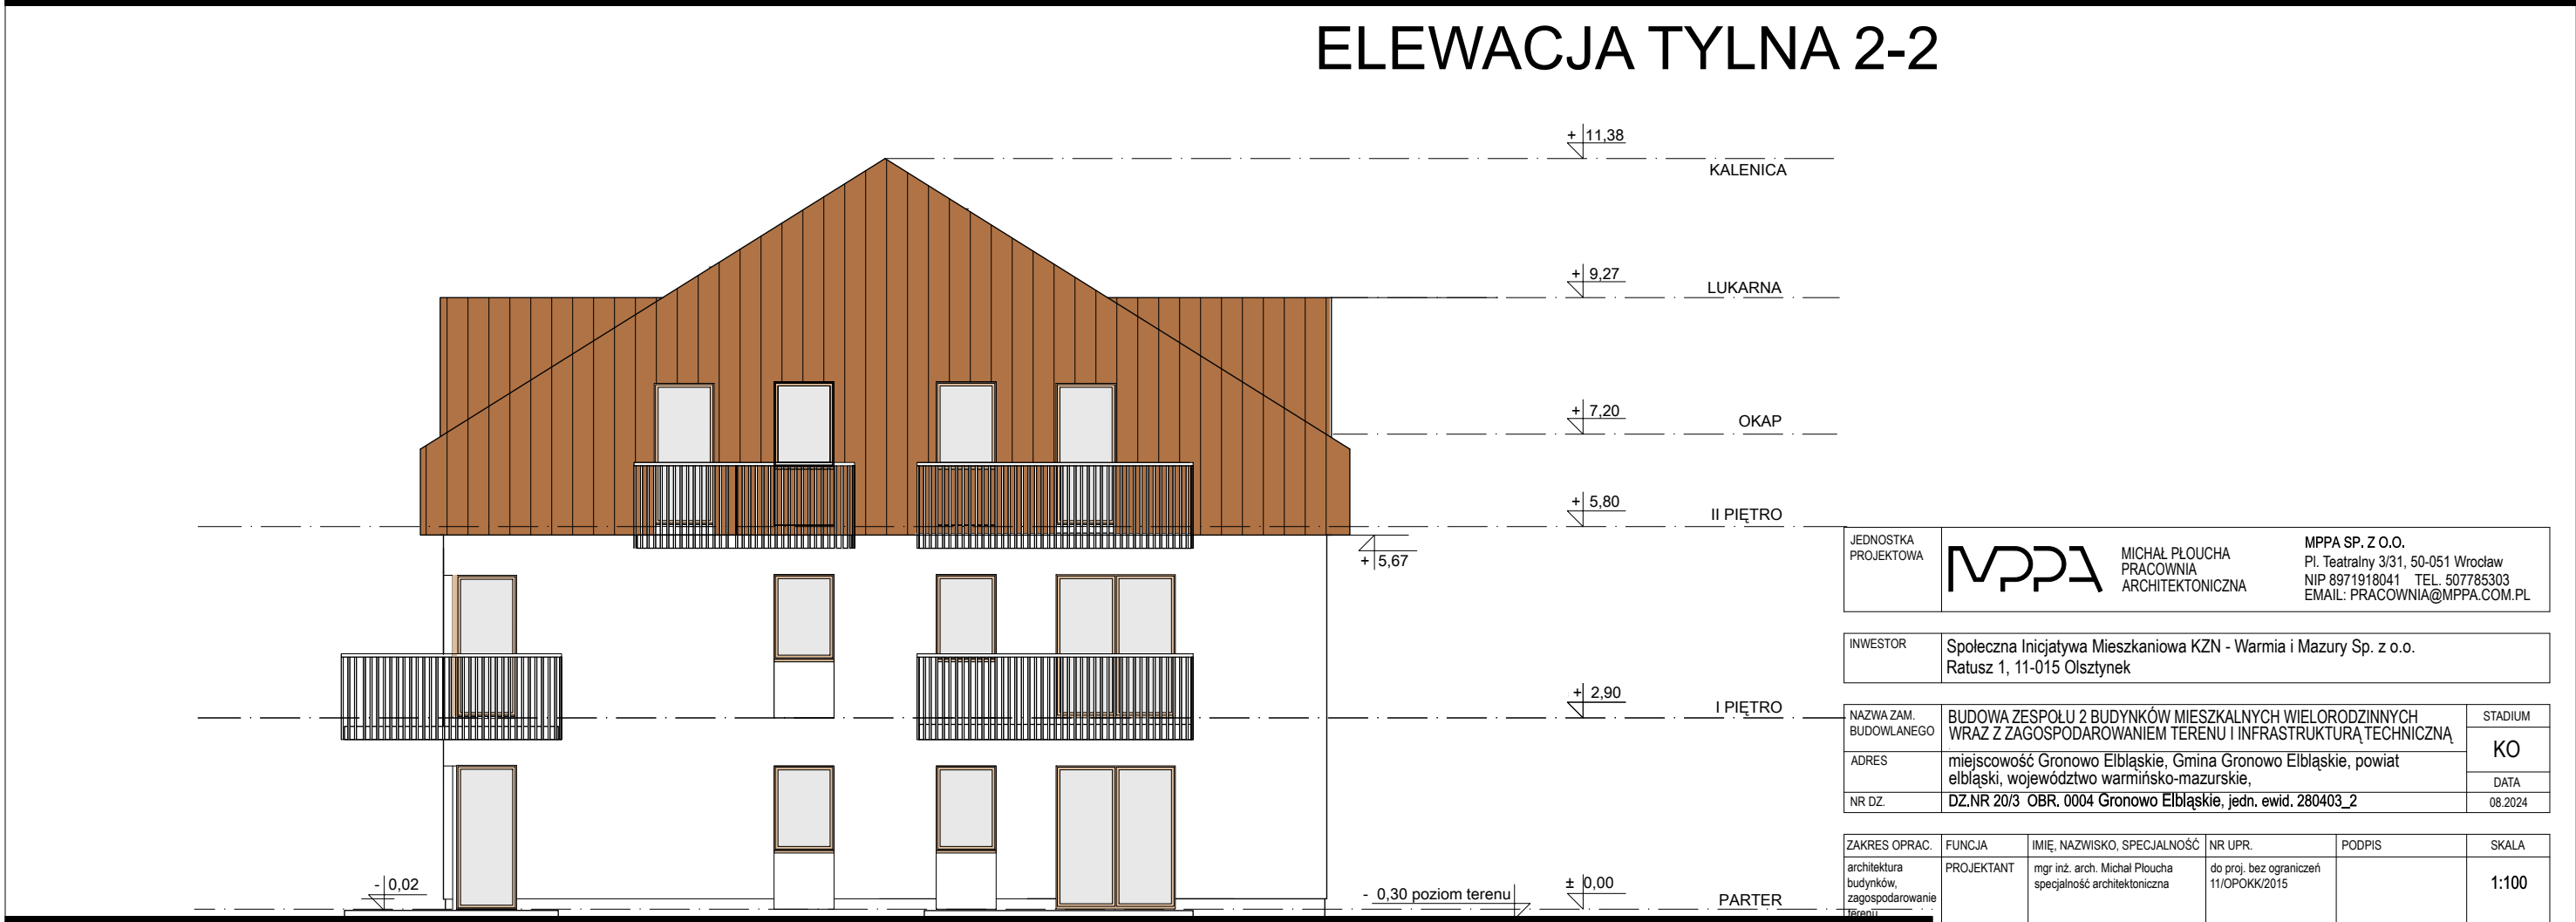 ELEWACJA TYLNA 2-2
+ 11,38
KALENICA
+ 9,27
LUKARNA
+ 7,20
OKAP
+ 5,80
II PIĘTRO
+ 5,67
+ 2,90
I PIĘTRO
- 0,02
- 0,30 poziom terenu
± 0,00
PARTER
JEDNOSTKA
PROJEKTOWA
MPPA
MICHAŁ PŁOUCHA
PRACOWNIA
ARCHITEKTONICZNA
MPPA SP. Z O.O.
Pl. Teatralny 3/31, 50-051 Wrocław
NIP 8971918041 TEL. 507785303
EMAIL: PRACOWNIA@MPPA.COM.PL
INWESTOR
Społeczna Inicjatywa Mieszkaniowa KZN - Warmia i Mazury Sp. z o.o.
Ratusz 1, 11-015 Olsztynek
NAZWA ZAM.
BUDOWLANEGO
BUDOWA ZESPOŁU 2 BUDYNKÓW MIESZKALNYCH WIELORODZINNYCH
WRAZ Z ZAGOSPODAROWANIEM TERENU I INFRASTRUKTURĄ TECHNICZNĄ
STADIUM
KO
ADRES
miejscowość Gronowo Elbląskie, Gmina Gronowo Elbląskie, powiat
elbląski, województwo warmińsko-mazurskie,
DATA
NR DZ.
DZ.NR 20/3 OBR. 0004 Gronowo Elbląskie, jedn. ewid. 280403_2
08.2024
ZAKRES OPRAC.
FUNCJA
IMIĘ, NAZWISKO, SPECJALNOŚĆ
NR UPR.
PODPIS
SKALA
architektura
budynków,
zagospodarowanie
terenu
PROJEKTANT
mgr inż. arch. Michał Płoucha
specjalność architektoniczna
do proj. bez ograniczeń
11/OPOKK/2015
1:100